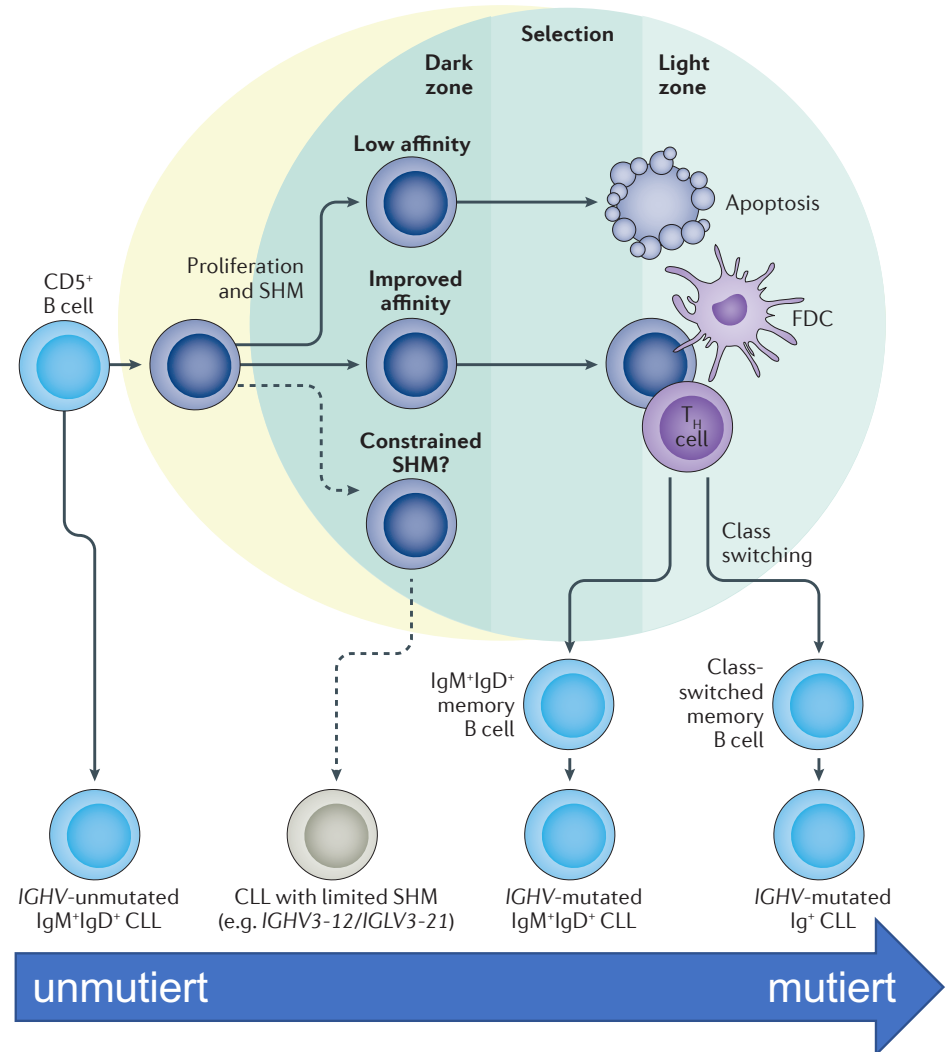 Selection
Dark
zone
Light
zone
Low affinity
Apoptosis
Proliferation
and SHM
CD5⁺
B cell
Improved
affinity
FDC
T_H
cell
Constrained
SHM?
Class
switching
IgM⁺IgD⁺
memory
B cell
Class-
switched
memory
B cell
IGHV-unmutated
IgM⁺IgD⁺ CLL
CLL with limited SHM
(e.g. IGHV3-12/IGLV3-21)
IGHV-mutated
IgM⁺IgD⁺ CLL
IGHV-mutated
Ig⁺ CLL
unmutiert
mutiert